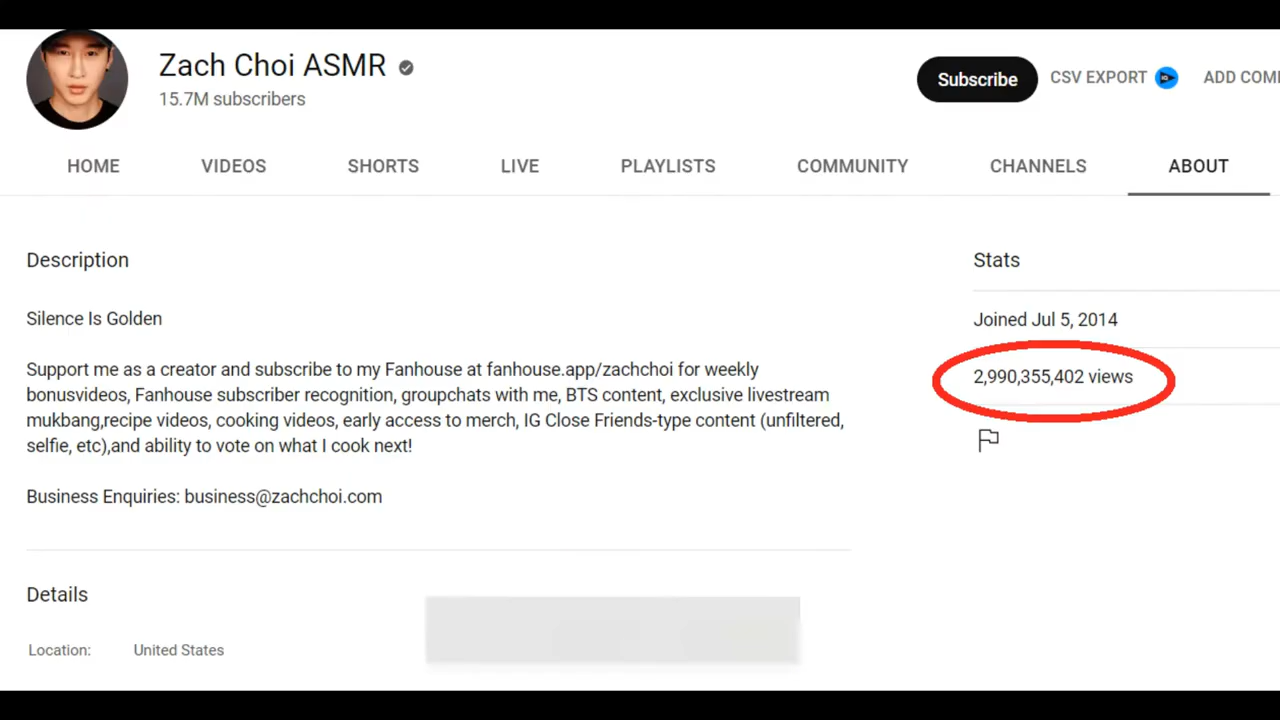 Zach Choi ASMR
15.7M subscribers
Subscribe
CSV EXPORT
ADD COM
HOME
VIDEOS
SHORTS
LIVE
PLAYLISTS
COMMUNITY
CHANNELS
ABOUT
Description
Silence Is Golden
Support me as a creator and subscribe to my Fanhouse at fanhouse.app/zachchoi for weekly
bonusvideos, Fanhouse subscriber recognition, groupchats with me, BTS content, exclusive livestream
mukbang,recipe videos, cooking videos, early access to merch, IG Close Friends-type content (unfiltered,
selfie, etc),and ability to vote on what I cook next!
Business Enquiries: business@zachchoi.com
Details
Location:
United States
Stats
Joined Jul 5, 2014
2,990,355,402 views